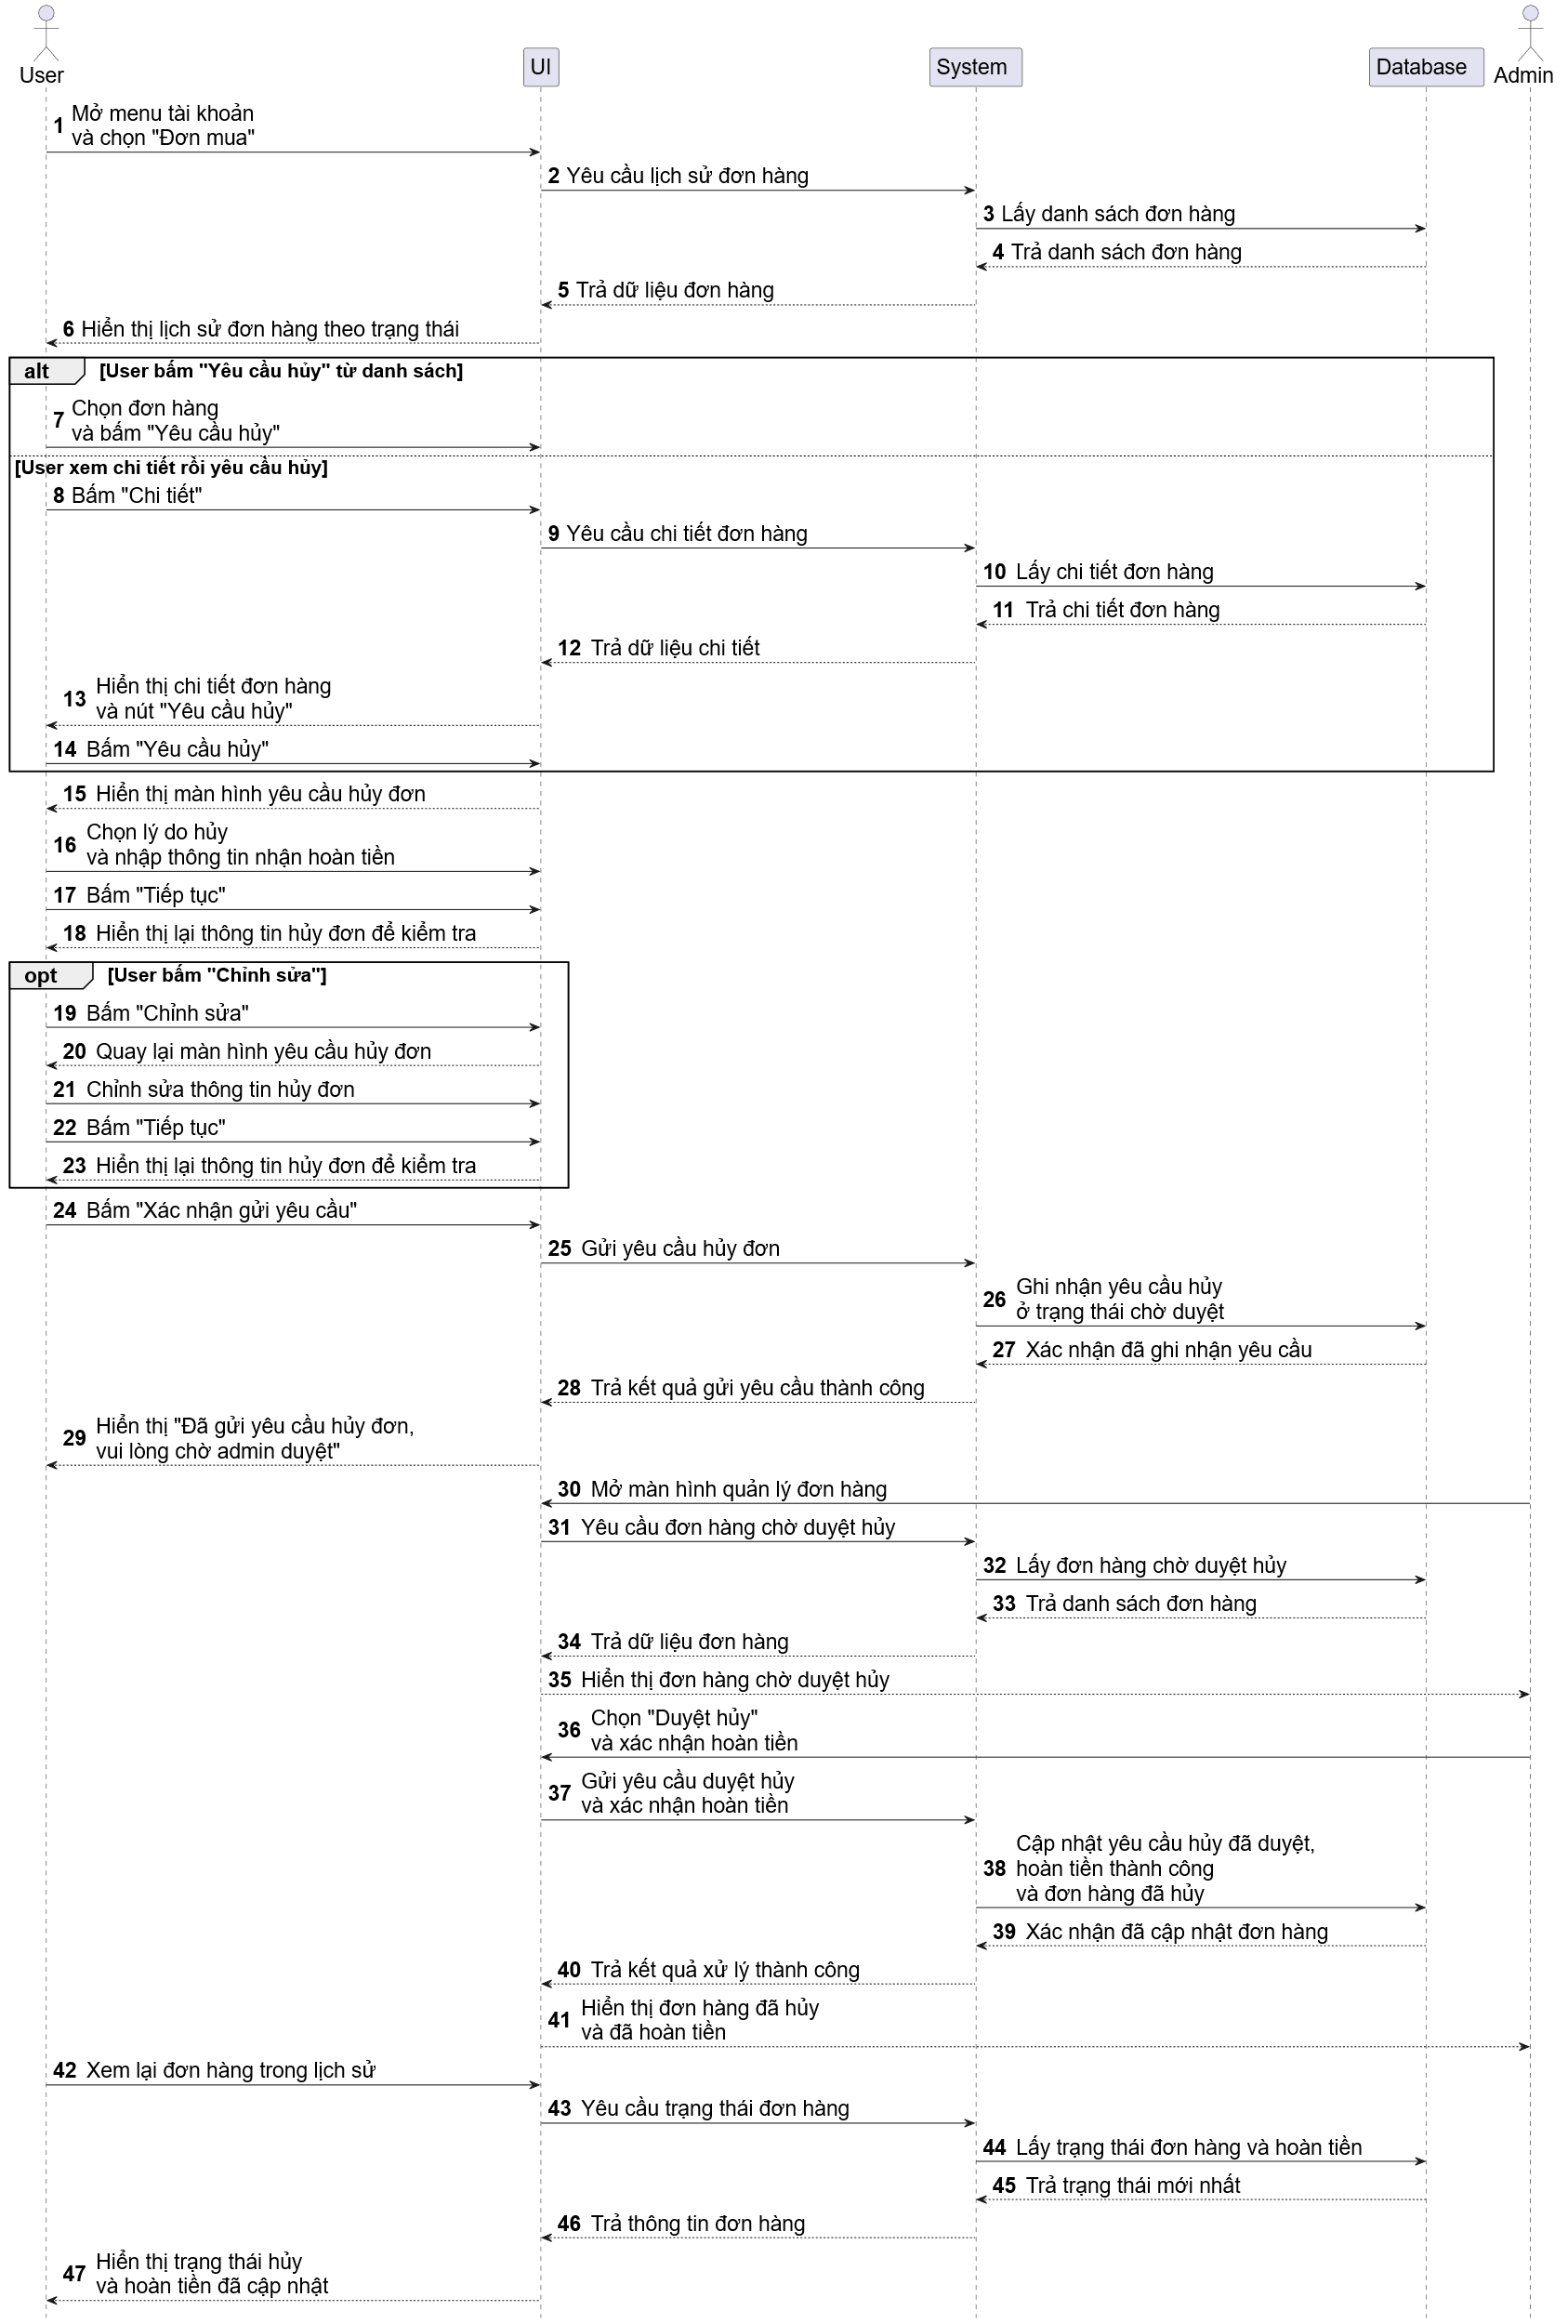 User
UI
System
Database
Admin
1 Mở menu tài khoản
và chọn "Đơn mua"
2 Yêu cầu lịch sử đơn hàng
3 Lấy danh sách đơn hàng
4 Trả danh sách đơn hàng
5 Trả dữ liệu đơn hàng
6 Hiển thị lịch sử đơn hàng theo trạng thái
alt [User bấm "Yêu cầu hủy" từ danh sách]
7 Chọn đơn hàng
và bấm "Yêu cầu hủy"
[User xem chi tiết rồi yêu cầu hủy]
8 Bấm "Chi tiết"
9 Yêu cầu chi tiết đơn hàng
10 Lấy chi tiết đơn hàng
11 Trả chi tiết đơn hàng
12 Trả dữ liệu chi tiết
13 Hiển thị chi tiết đơn hàng
và nút "Yêu cầu hủy"
14 Bấm "Yêu cầu hủy"
15 Hiển thị màn hình yêu cầu hủy đơn
16 Chọn lý do hủy
và nhập thông tin nhận hoàn tiền
17 Bấm "Tiếp tục"
18 Hiển thị lại thông tin hủy đơn để kiểm tra
opt [User bấm "Chỉnh sửa"]
19 Bấm "Chỉnh sửa"
20 Quay lại màn hình yêu cầu hủy đơn
21 Chỉnh sửa thông tin hủy đơn
22 Bấm "Tiếp tục"
23 Hiển thị lại thông tin hủy đơn để kiểm tra
24 Bấm "Xác nhận gửi yêu cầu"
25 Gửi yêu cầu hủy đơn
26 Ghi nhận yêu cầu hủy
ở trạng thái chờ duyệt
27 Xác nhận đã ghi nhận yêu cầu
28 Trả kết quả gửi yêu cầu thành công
29 Hiển thị "Đã gửi yêu cầu hủy đơn,
vui lòng chờ admin duyệt"
30 Mở màn hình quản lý đơn hàng
31 Yêu cầu đơn hàng chờ duyệt hủy
32 Lấy đơn hàng chờ duyệt hủy
33 Trả danh sách đơn hàng
34 Trả dữ liệu đơn hàng
35 Hiển thị đơn hàng chờ duyệt hủy
36 Chọn "Duyệt hủy"
và xác nhận hoàn tiền
37 Gửi yêu cầu duyệt hủy
và xác nhận hoàn tiền
38 Cập nhật yêu cầu hủy đã duyệt,
hoàn tiền thành công
và đơn hàng đã hủy
39 Xác nhận đã cập nhật đơn hàng
40 Trả kết quả xử lý thành công
41 Hiển thị đơn hàng đã hủy
và đã hoàn tiền
42 Xem lại đơn hàng trong lịch sử
43 Yêu cầu trạng thái đơn hàng
44 Lấy trạng thái đơn hàng và hoàn tiền
45 Trả trạng thái mới nhất
46 Trả thông tin đơn hàng
47 Hiển thị trạng thái hủy
và hoàn tiền đã cập nhật